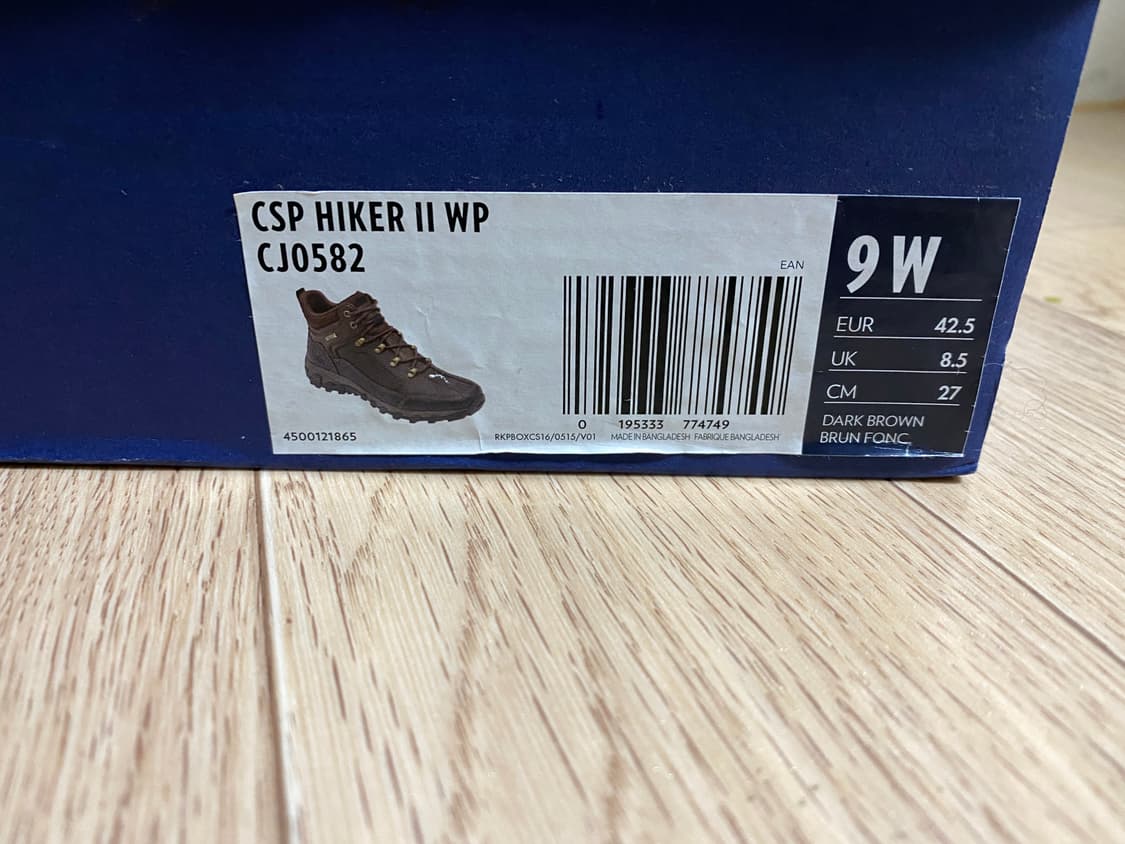 CSP HIKER II WP
CJ0582
EAN
0 195333 774749
4500121865
RKPBOXCS16/0515/V01 MADE IN BANGLADESH FABRIQUE BANGLADESH
9 W
EUR 42.5
UK 8.5
CM 27
DARK BROWN
BRUN FONC